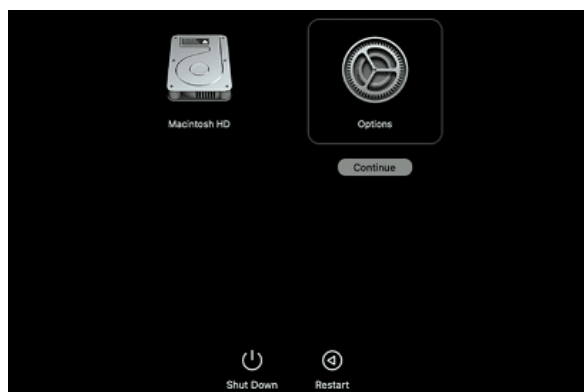 Macintosh HD
Options
Continue
Shut Down
Restart